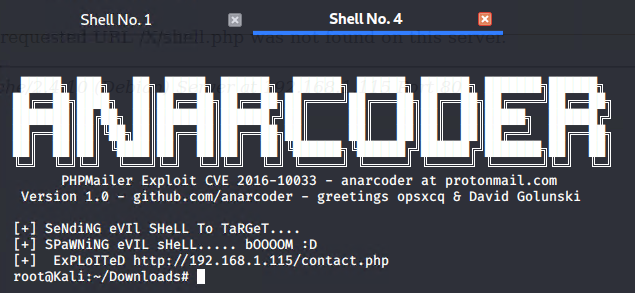 Shell No. 1
Shell No. 4
requested URL /X/shell.php was not found on this server.
ANARCODER
PHPMailer Exploit CVE 2016-10033 - anarcoder at protonmail.com
Version 1.0 - github.com/anarcoder - greetings opsxcq & David Golunski
[+] SeNdiNG eVIl SHeLL To TaRGeT....
[+] SPaWNiNG eVIL sHeLL..... bOOOOM :D
[+]  ExPLOITeD http://192.168.1.115/contact.php
root@Kali:~/Downloads#